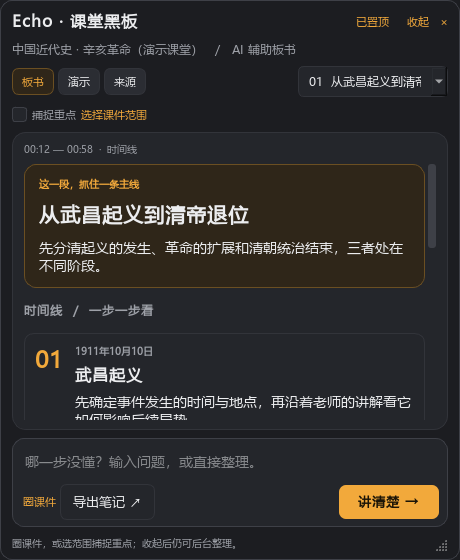 Echo · 课堂黑板
已置顶 收起 ×
中国近代史 · 辛亥革命（演示课堂） / AI 辅助板书
板书 演示 来源
01 从武昌起义到清帝
捕捉重点 选择课件范围
00:12 — 00:58 · 时间线
这一段，抓住一条主线
从武昌起义到清帝退位
先分清起义的发生、革命的扩展和清朝统治结束，三者处在
不同阶段。
时间线 / 一步一步看
01
1911年10月10日
武昌起义
先确定事件发生的时间与地点，再沿着老师的讲解看它
如何影响后续局势
哪一步没懂？输入问题，或直接整理。
圈课件
导出笔记 ↗
讲清楚 →
圈课件，或选范围捕捉重点；收起后仍可后台整理。